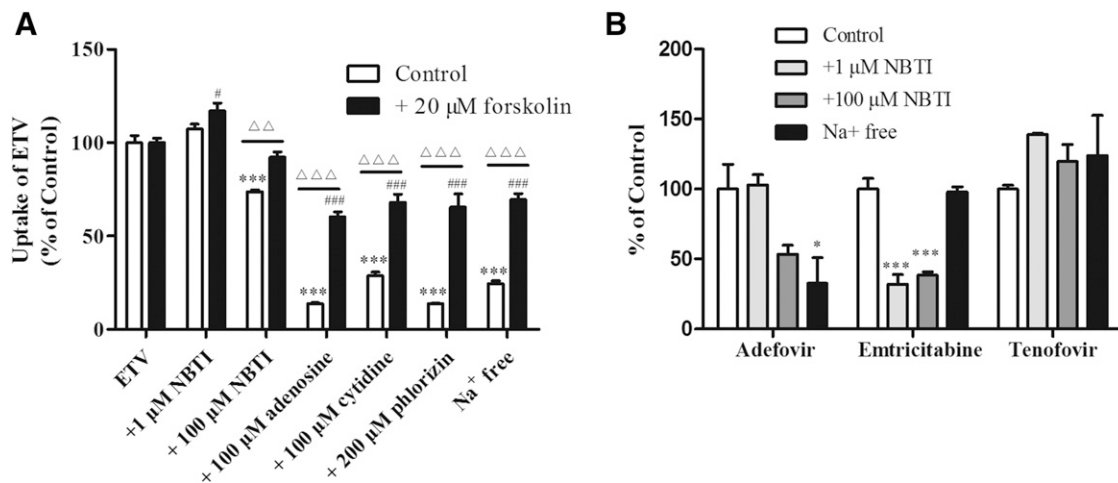 A
Uptake of ETV
(% of Control)
150
100
50
0
Control
+ 20 μM forskolin
#
△△
***
△△△
***
###
△△△
***
###
△△△
***
###
△△△
***
###
ETV
+1 μM NBTI
+ 100 μM NBTI
+ 100 μM adenosine
+ 100 μM cytidine
+ 200 μM phlorizin
Na+ free
B
% of Control
200
150
100
50
0
Control
+1 μM NBTI
+100 μM NBTI
Na+ free
*
***
***
Adefovir
Emtricitabine
Tenofovir